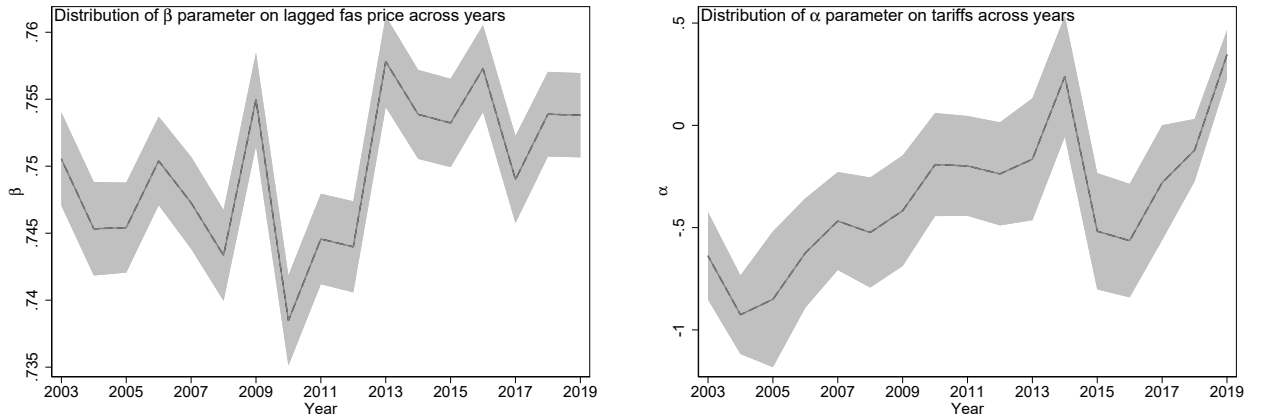 Distribution of β parameter on lagged fas price across years
.76
.755
.75
.745
.74
.735
β
2003 2005 2007 2009 2011 2013 2015 2017 2019
Year
Distribution of α parameter on tariffs across years
.5
0
-.5
-1
α
2003 2005 2007 2009 2011 2013 2015 2017 2019
Year